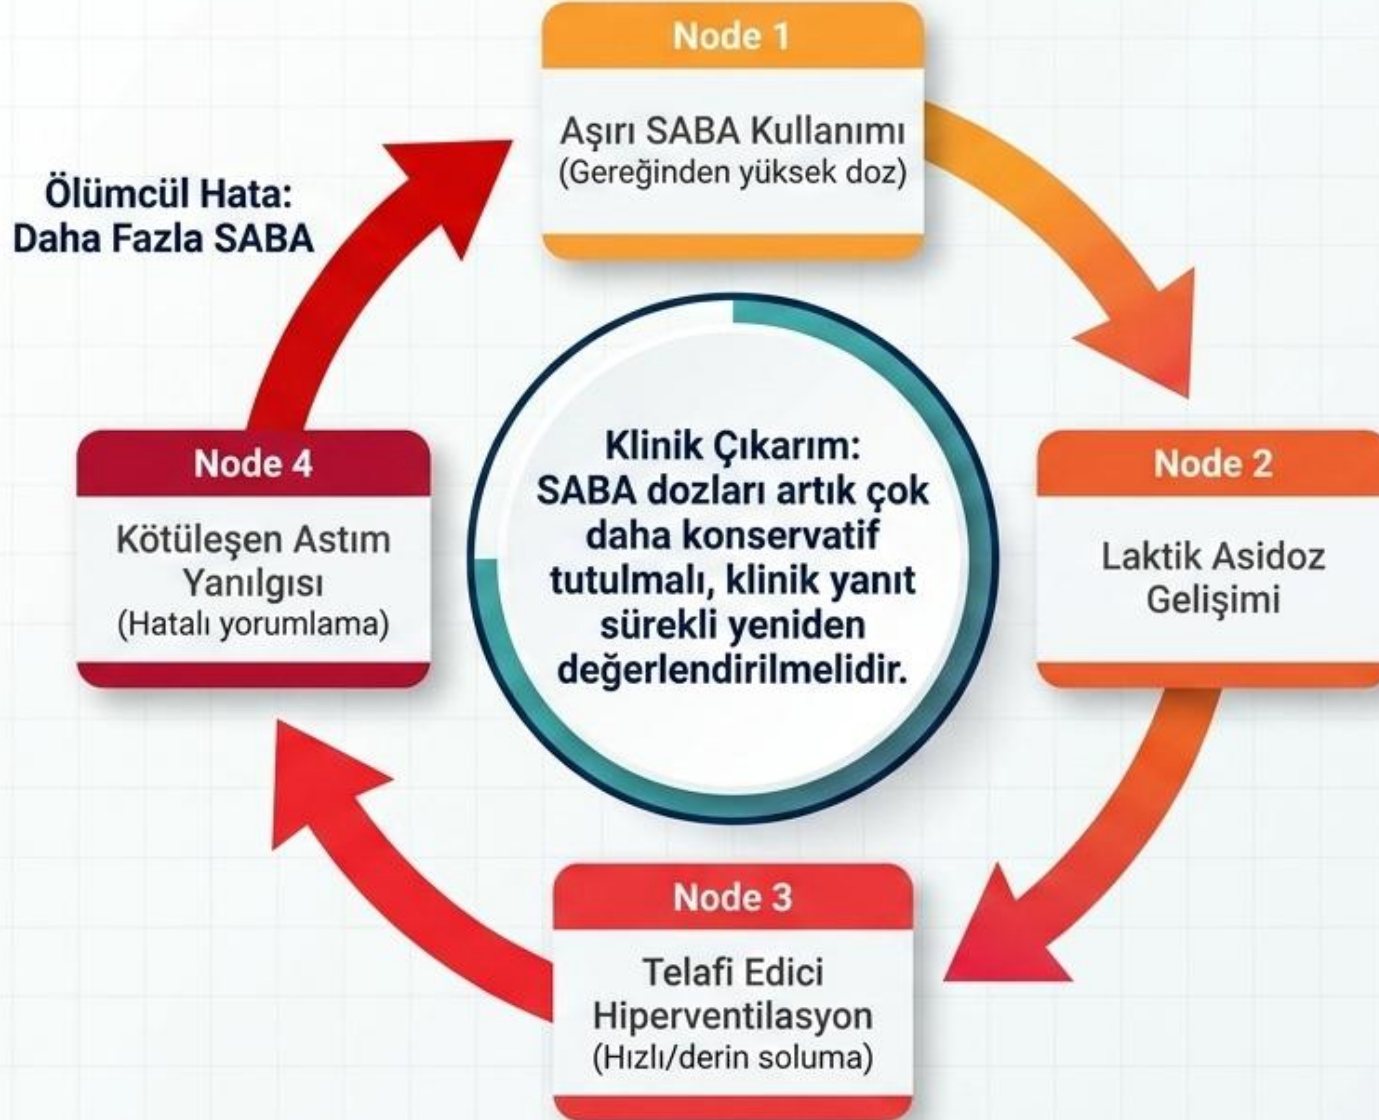 Node 1
Aşırı SABA Kullanımı
(Gereğinden yüksek doz)
Ölümcül Hata:
Daha Fazla SABA
Node 2
Laktik Asidoz
Gelişimi
Node 3
Telafi Edici
Hiperventilasyon
(Hızlı/derin soluma)
Node 4
Kötüleşen Astım
Yanılgısı
(Hatalı yorumlama)
Klinik Çıkarım:
SABA dozları artık çok
daha konservatif
tutulmalı, klinik yanıt
sürekli yeniden
değerlendirilmelidir.